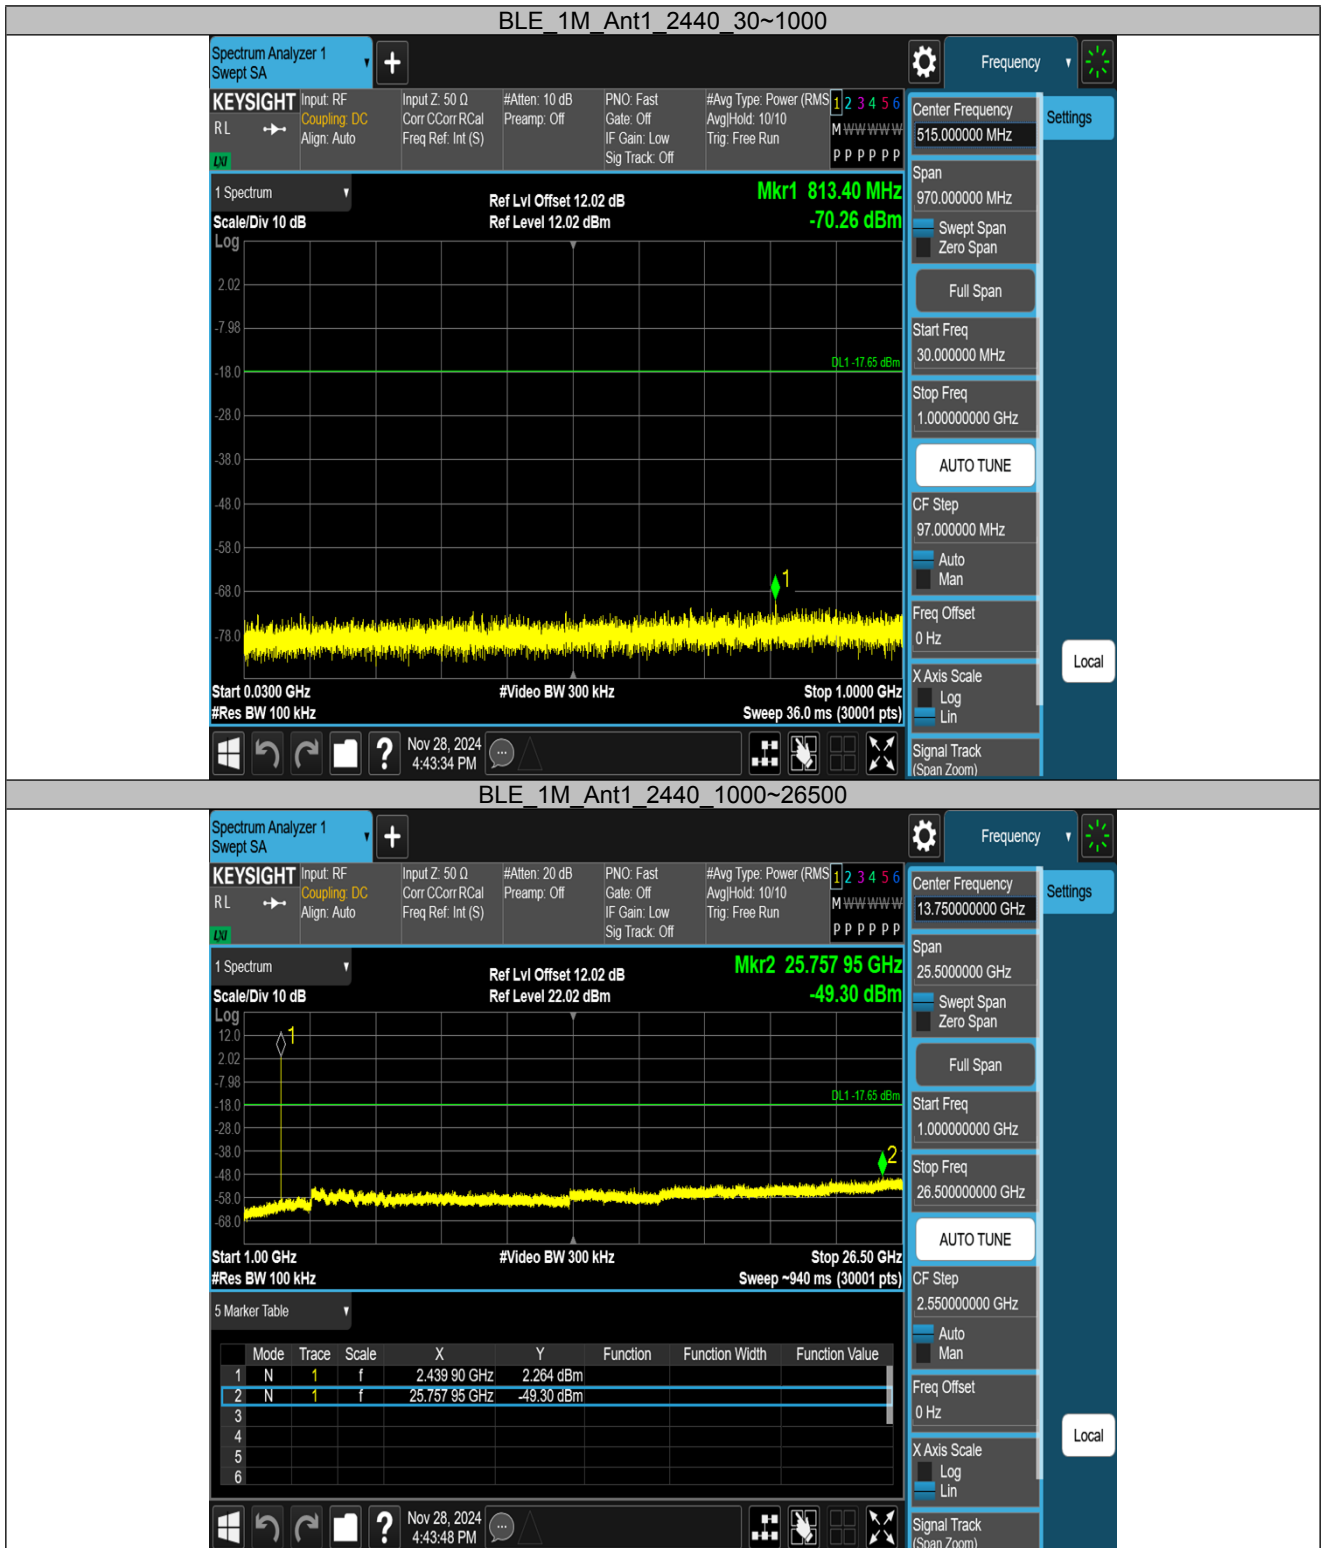 BLE_1M_Ant1_2440_30~1000
Spectrum Analyzer 1
Swept SA
Frequency
KEYSIGHT
RL
LXI
Input: RF
Coupling: DC
Align: Auto
Input Z: 50 Ω
Corr CCorr RCal
Freq Ref: Int (S)
#Atten: 10 dB
Preamp: Off
PNO: Fast
Gate: Off
IF Gain: Low
Sig Track: Off
#Avg Type: Power (RMS
Avg|Hold: 10/10
Trig: Free Run
1 2 3 4 5 6
M W W W W W
P P P P P P
Center Frequency
515.000000 MHz
Settings
1 Spectrum
Scale/Div 10 dB
Ref Lvl Offset 12.02 dB
Ref Level 12.02 dBm
Mkr1 813.40 MHz
-70.26 dBm
Span
970.000000 MHz
Swept Span
Zero Span
Full Span
Start Freq
30.000000 MHz
Stop Freq
1.000000000 GHz
AUTO TUNE
CF Step
97.000000 MHz
Auto
Man
Freq Offset
0 Hz
X Axis Scale
Log
Lin
Signal Track
(Span Zoom)
Local
Log
2.02
-7.98
DL1 -17.65 dBm
-18.0
-28.0
-38.0
-48.0
-58.0
1
-68.0
-78.0
Start 0.0300 GHz
#Video BW 300 kHz
Stop 1.0000 GHz
#Res BW 100 kHz
Sweep 36.0 ms (30001 pts)
?
Nov 28, 2024
4:43:34 PM
BLE_1M_Ant1_2440_1000~26500
Spectrum Analyzer 1
Swept SA
Frequency
KEYSIGHT
RL
LXI
Input: RF
Coupling: DC
Align: Auto
Input Z: 50 Ω
Corr CCorr RCal
Freq Ref: Int (S)
#Atten: 20 dB
Preamp: Off
PNO: Fast
Gate: Off
IF Gain: Low
Sig Track: Off
#Avg Type: Power (RMS
Avg|Hold: 10/10
Trig: Free Run
1 2 3 4 5 6
M W W W W W
P P P P P P
Center Frequency
13.750000000 GHz
Settings
1 Spectrum
Scale/Div 10 dB
Ref Lvl Offset 12.02 dB
Ref Level 22.02 dBm
Mkr2 25.757 95 GHz
-49.30 dBm
Span
25.5000000 GHz
Swept Span
Zero Span
Full Span
Start Freq
1.000000000 GHz
Stop Freq
26.500000000 GHz
AUTO TUNE
CF Step
2.550000000 GHz
Auto
Man
Freq Offset
0 Hz
X Axis Scale
Log
Lin
Signal Track
(Span Zoom)
Local
Log
12.0
1
2.02
-7.98
DL1 -17.65 dBm
-18.0
-28.0
-38.0
2
-48.0
-58.0
-68.0
Start 1.00 GHz
#Video BW 300 kHz
Stop 26.50 GHz
#Res BW 100 kHz
Sweep ~940 ms (30001 pts)
5 Marker Table
Mode Trace Scale X Y Function Function Width Function Value
1 N 1 f 2.439 90 GHz 2.264 dBm
2 N 1 f 25.757 95 GHz -49.30 dBm
3
4
5
6
?
Nov 28, 2024
4:43:48 PM